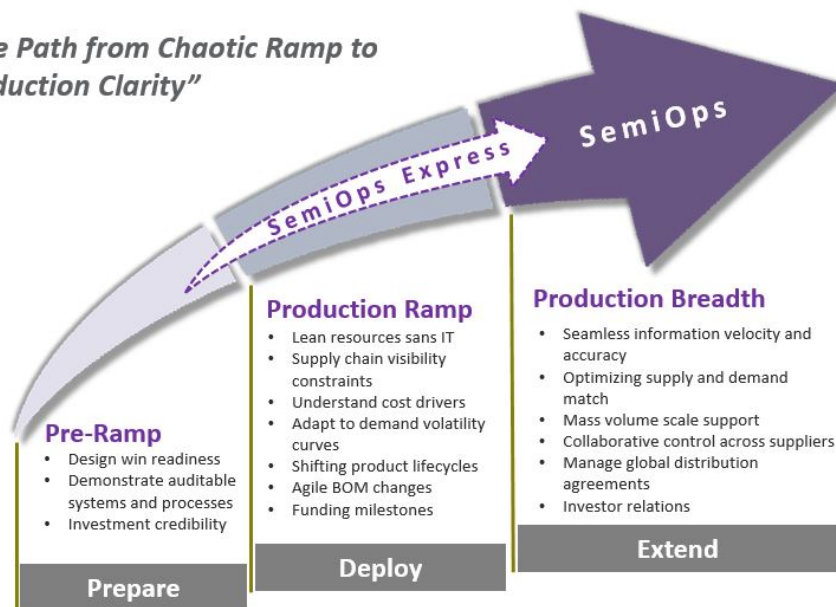 e Path from Chaotic Ramp to
duction Clarity”
SemiOps
SemiOps Express
Pre-Ramp
• Design win readiness
• Demonstrate auditable
systems and processes
• Investment credibility
Prepare
Production Ramp
• Lean resources sans IT
• Supply chain visibility
constraints
• Understand cost drivers
• Adapt to demand volatility
curves
• Shifting product lifecycles
• Agile BOM changes
• Funding milestones
Deploy
Production Breadth
• Seamless information velocity and
accuracy
• Optimizing supply and demand
match
• Mass volume scale support
• Collaborative control across suppliers
• Manage global distribution
agreements
• Investor relations
Extend